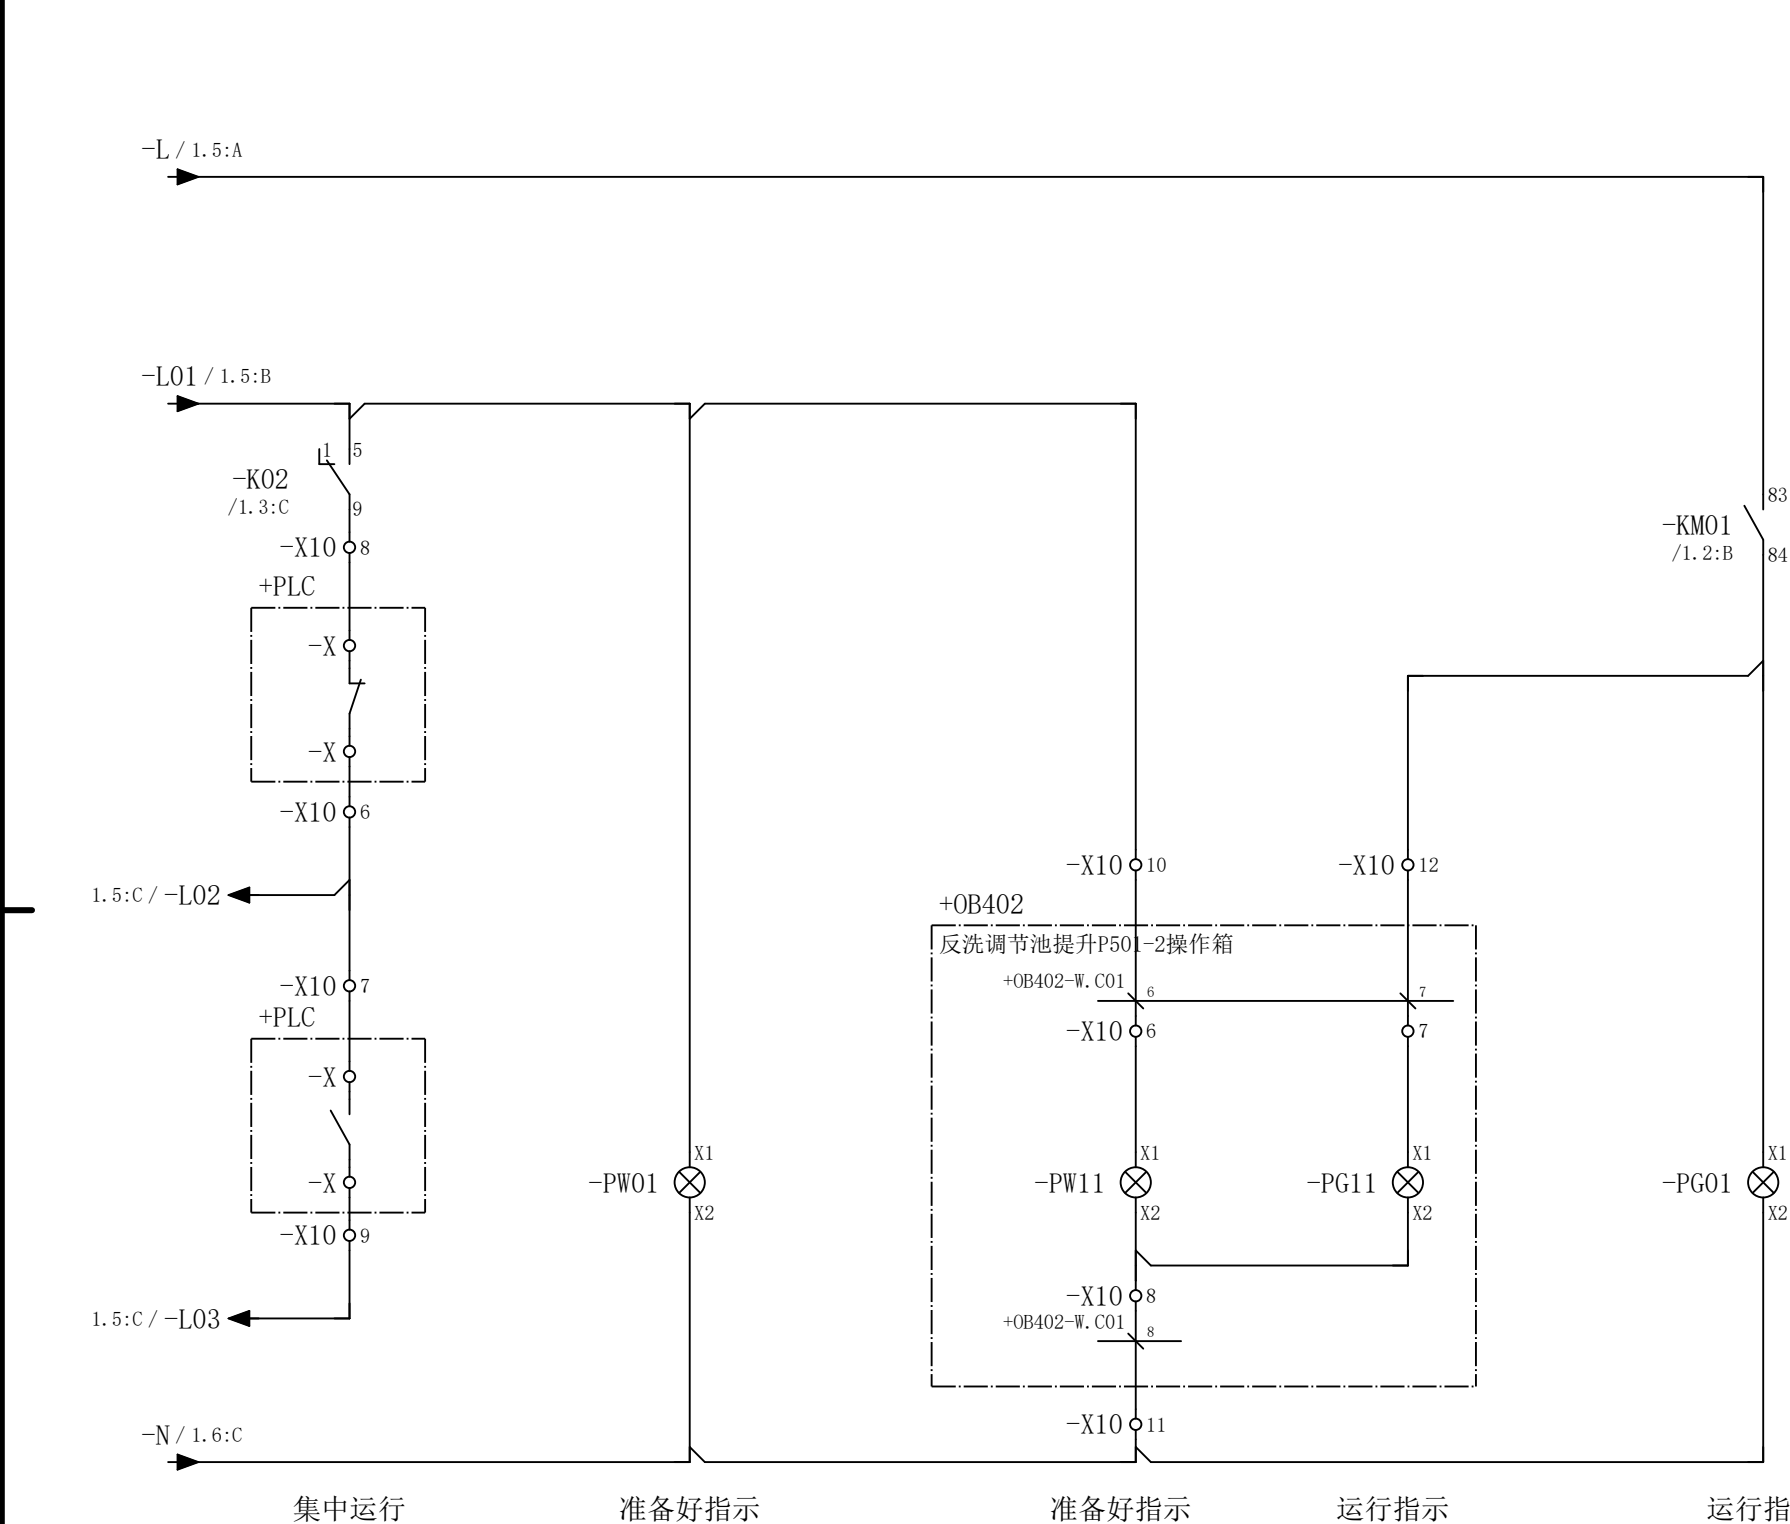 -L / 1.5:A
-L01 / 1.5:B
1 5
-K02
/1.3:C
9
83
-KM01
/1.2:B
84
-X10 8
+PLC
-X
-X
-X10 6
-X10 10
-X10 12
1.5:C / -L02
+OB402
反洗调节池提升P501-2操作箱
+OB402-W.C01 6 7
-X10 7
+PLC
-X10 6 7
-X
X1 X1 X1 X1
-X -PW01 -PW11 -PG11 -PG01
X2 X2 X2 X2
-X10 9
-X10 8
1.5:C / -L03
+OB402-W.C01 8
-X10 11
-N / 1.6:C
集中运行 准备好指示 准备好指示 运行指示 运行指